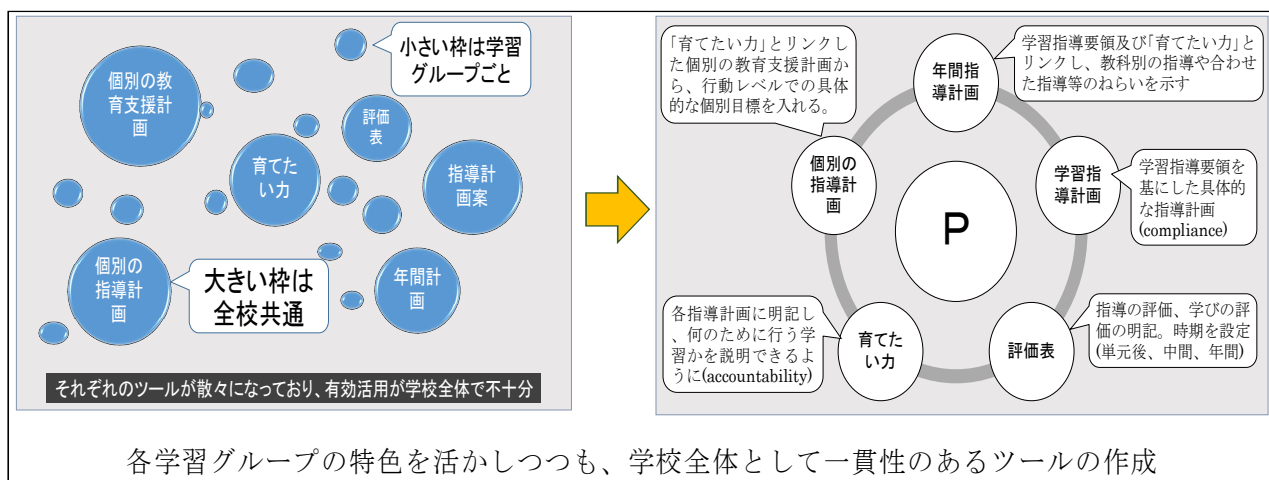 小さい枠は学習
グループごと
個別の教
育支援計
画
評価
表
育てた
い力
指導計
画案
個別の
指導計
画
大きい枠は
全校共通
年間計
画
それぞれのツールが散々になっており、有効活用が学校全体で不十分
「育てたい力」とリンクし
た個別の教育支援計画か
ら、行動レベルでの具体
的な個別目標を入れる。
年間指
導計画
学習指導要領及び「育てたい力」と
リンクし、教科別の指導や合わせ
た指導等のねらいを示す
個別の
指導計
画
学習指
導計画
学習指導要領を
基にした具体的
な指導計画
(compliance)
P
各指導計画に明記し
、何のために行う学
習かを説明できるよ
うに(accountability)
育てた
い力
評価表
指導の評価、学びの評
価の明記。時期を設定
(単元後、中間、年間)
各学習グループの特色を活かしつつも、学校全体として一貫性のあるツールの作成